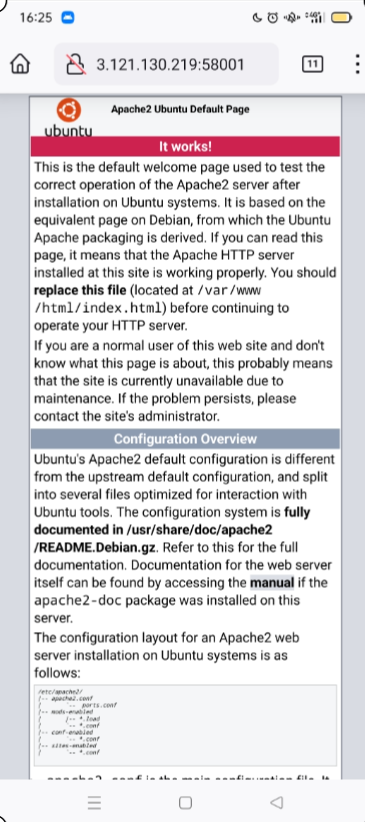 16:25
3.121.130.219:58001
11
Apache2 Ubuntu Default Page
ubuntu
It works!
This is the default welcome page used to test the
correct operation of the Apache2 server after
installation on Ubuntu systems. It is based on the
equivalent page on Debian, from which the Ubuntu
Apache packaging is derived. If you can read this
page, it means that the Apache HTTP server
installed at this site is working properly. You should
replace this file (located at /var/www
/html/index.html) before continuing to
operate your HTTP server.
If you are a normal user of this web site and don't
know what this page is about, this probably means
that the site is currently unavailable due to
maintenance. If the problem persists, please
contact the site's administrator.
Configuration Overview
Ubuntu's Apache2 default configuration is different
from the upstream default configuration, and split
into several files optimized for interaction with
Ubuntu tools. The configuration system is fully
documented in /usr/share/doc/apache2
/README.Debian.gz. Refer to this for the full
documentation. Documentation for the web server
itself can be found by accessing the manual if the
apache2-doc package was installed on this
server.
The configuration layout for an Apache2 web
server installation on Ubuntu systems is as
follows:
/etc/apache2/
|-- apache2.conf
|       `-- ports.conf
|-- mods-enabled
|       |-- *.load
|       `-- *.conf
|-- conf-enabled
|       `-- *.conf
|-- sites-enabled
|       `-- *.conf